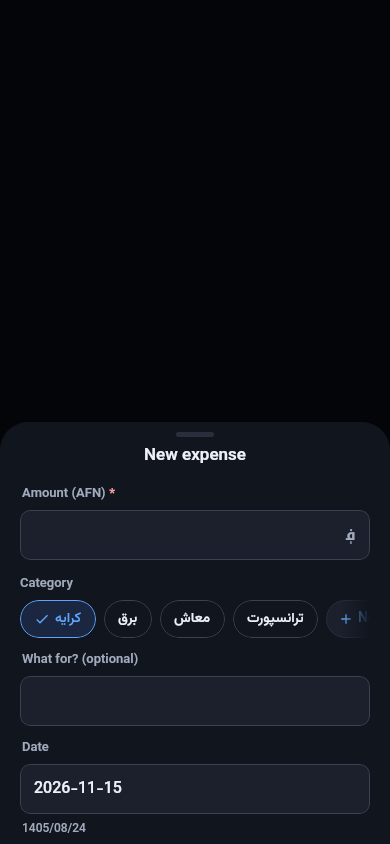 New expense
Amount (AFN) *
؋
Category
کرایه برق معاش ترانسپورت + N
What for? (optional)
Date
2026-11-15
1405/08/24